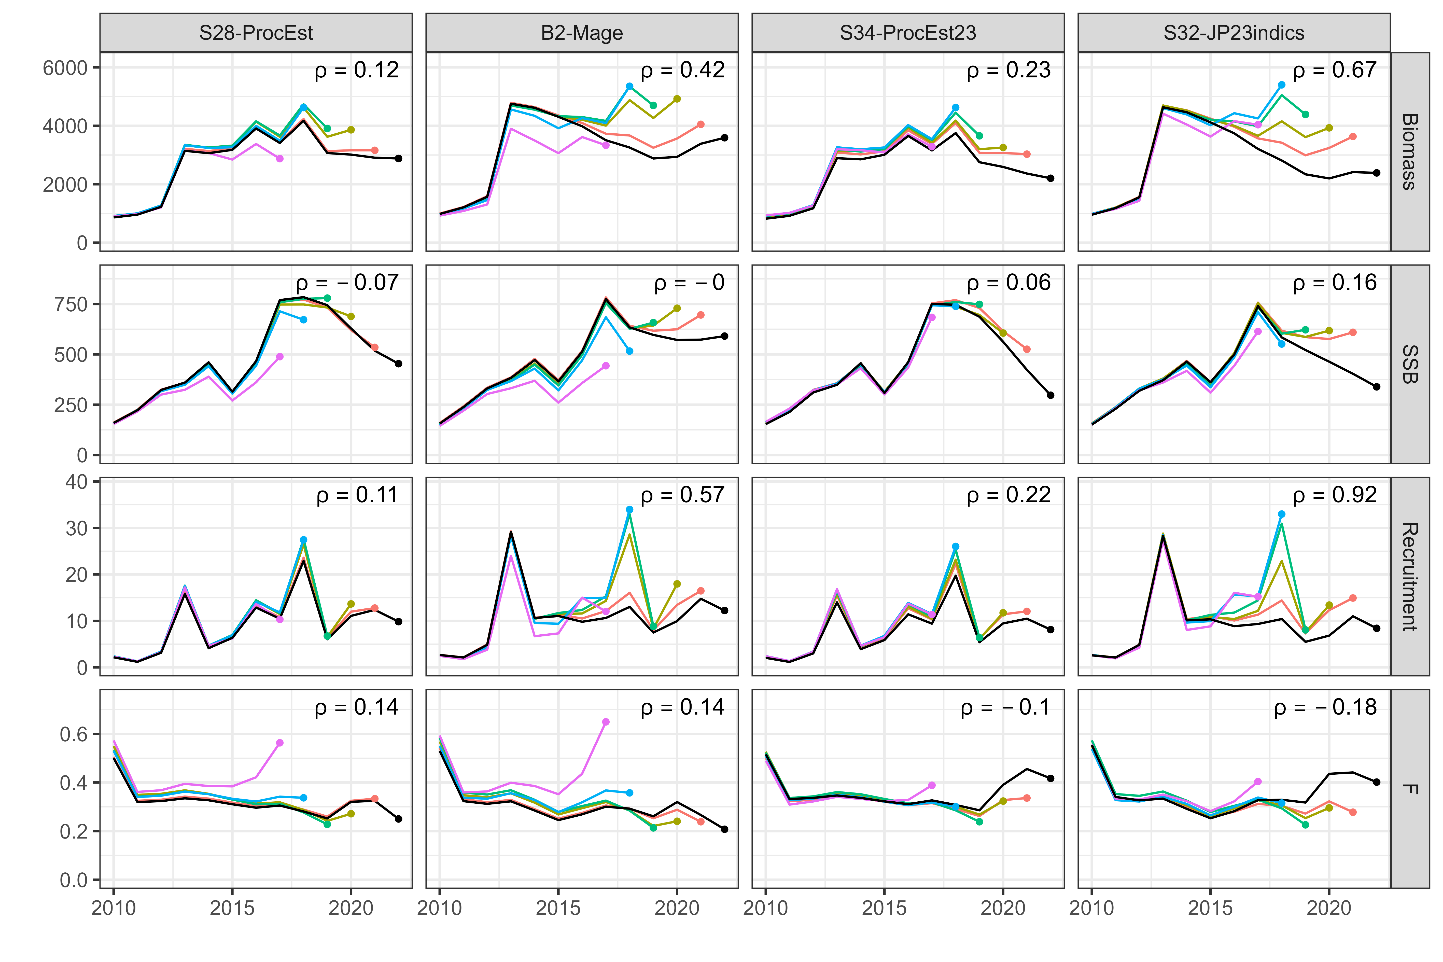 S28-ProcEst B2-Mage S34-ProcEst23 S32-JP23indics
6000
4000
2000
0
ρ = 0.12 ρ = 0.42 ρ = 0.23 ρ = 0.67
Biomass
750
500
250
0
ρ = − 0.07 ρ = − 0 ρ = 0.06 ρ = 0.16
SSB
40
30
20
10
0
ρ = 0.11 ρ = 0.57 ρ = 0.22 ρ = 0.92
Recruitment
0.6
0.4
0.2
0.0
ρ = 0.14 ρ = 0.14 ρ = − 0.1 ρ = − 0.18
F
2010 2015 2020 2010 2015 2020 2010 2015 2020 2010 2015 2020